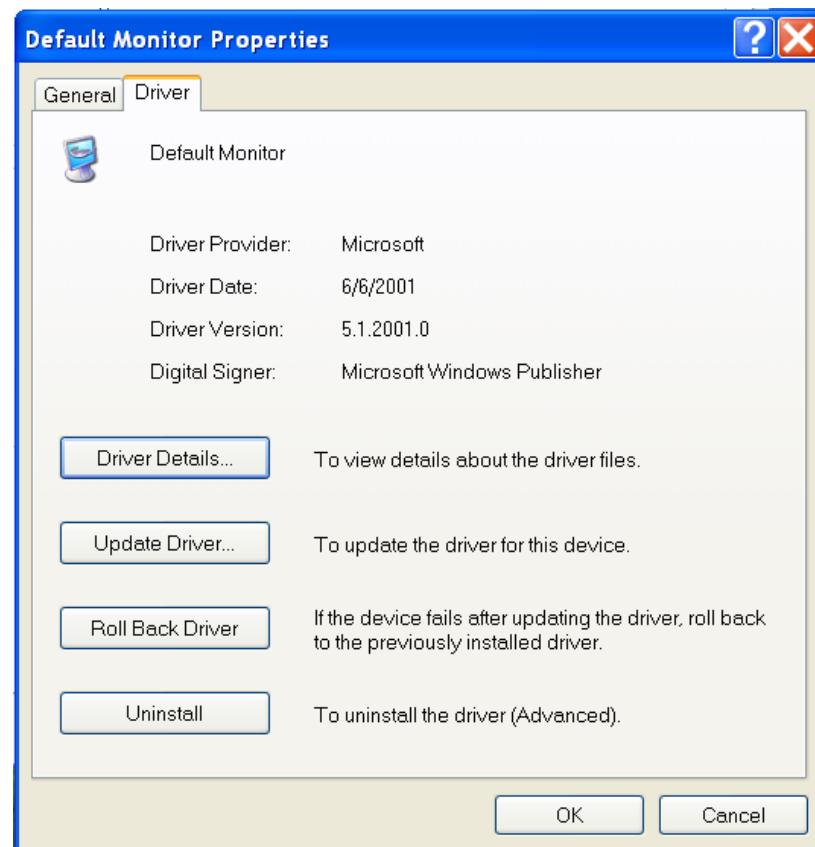 Default Monitor Properties
General Driver
Default Monitor
Driver Provider: Microsoft
Driver Date: 6/6/2001
Driver Version: 5.1.2001.0
Digital Signer: Microsoft Windows Publisher
Driver Details... To view details about the driver files.
Update Driver... To update the driver for this device.
Roll Back Driver If the device fails after updating the driver, roll back
to the previously installed driver.
Uninstall To uninstall the driver (Advanced).
OK Cancel